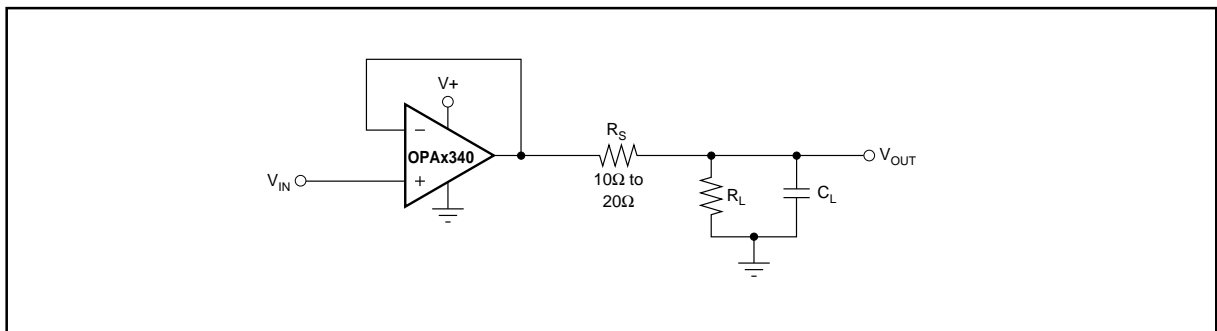 V+
−
OPAx340
+
V_IN
R_S
10Ω to
20Ω
R_L
C_L
V_OUT